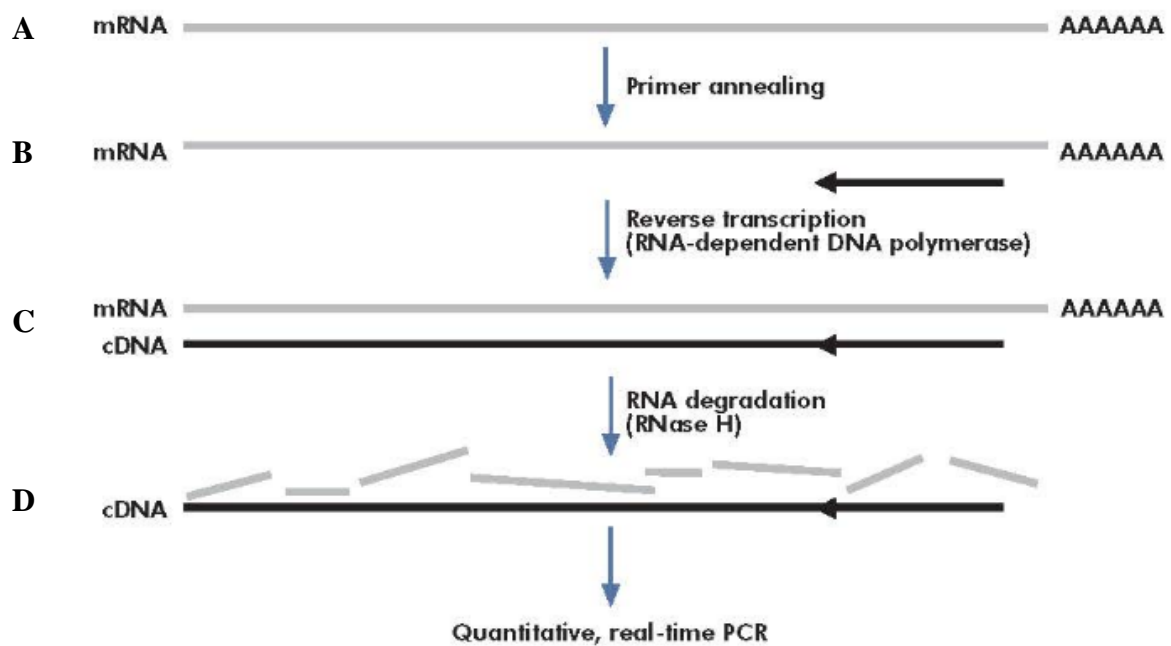 A mRNA AAAAAA
Primer annealing
B mRNA AAAAAA
Reverse transcription
(RNA-dependent DNA polymerase)
C mRNA AAAAAA
cDNA
RNA degradation
(RNase H)
D cDNA
Quantitative, real-time PCR